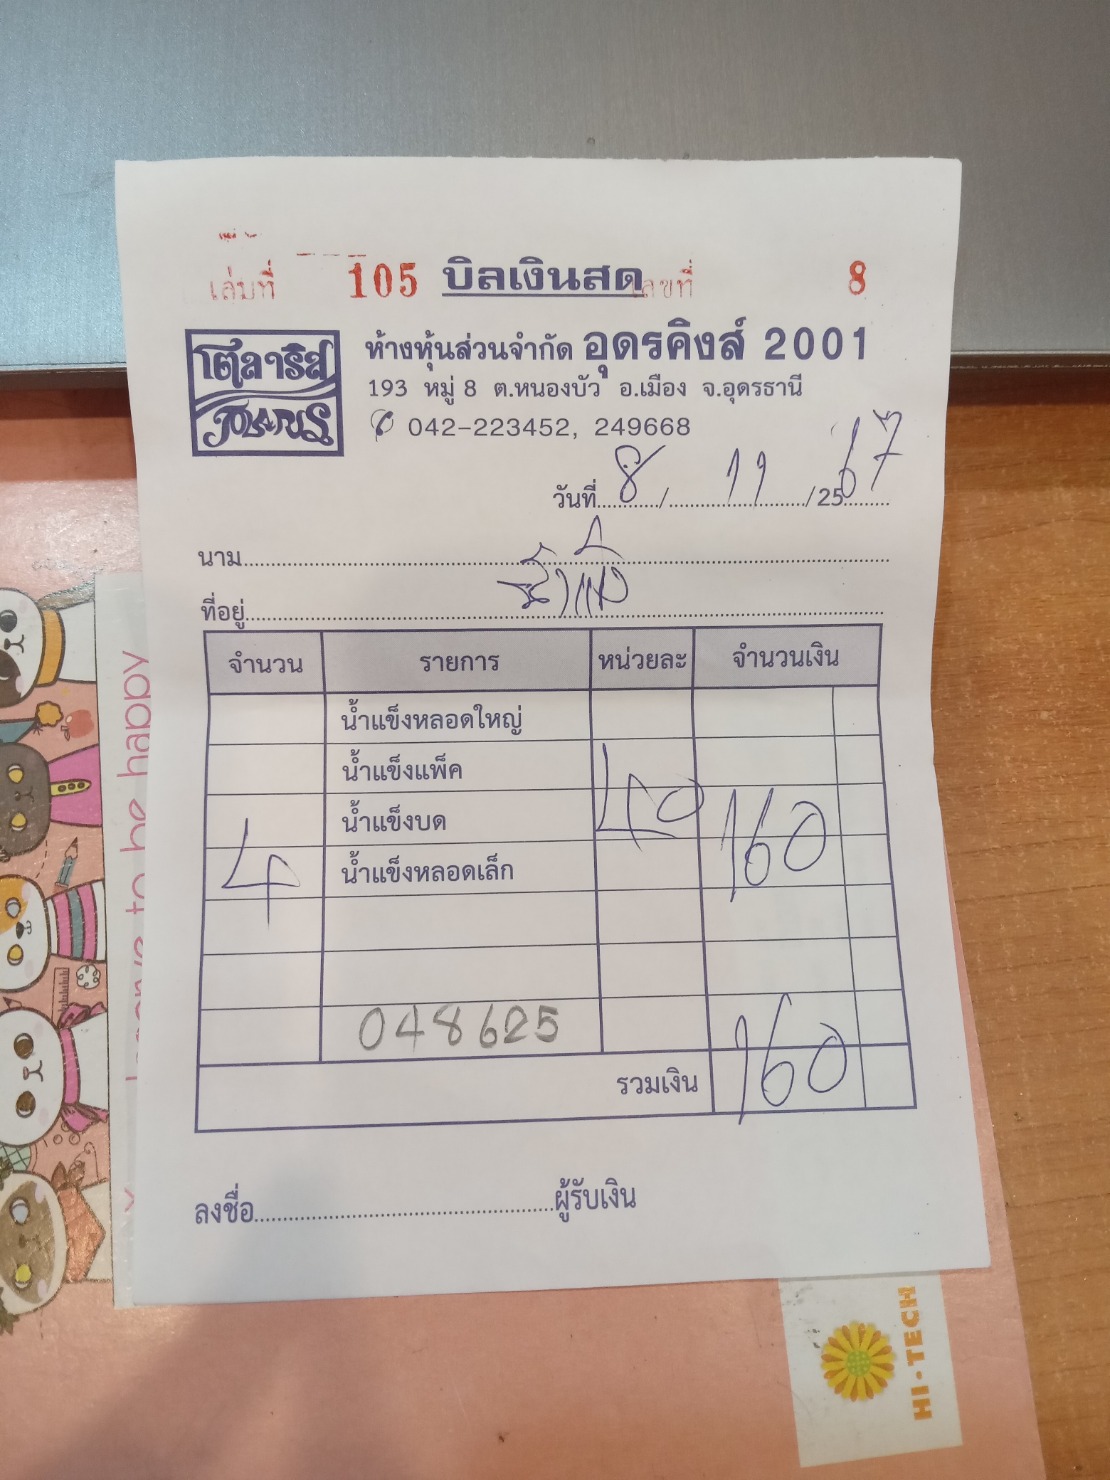 เล่มที่ 105 บิลเงินสด เลขที่ 8
โตลาริส
POLARIS
ห้างหุ้นส่วนจำกัด อุดรคิงส์ 2001
193 หมู่ 8 ต.หนองบัว อ.เมือง จ.อุดรธานี
042-223452, 249668
วันที่ 8 / 11 / 2567
นาม
ที่อยู่
จำนวน รายการ หน่วยละ จำนวนเงิน
น้ำแข็งหลอดใหญ่
น้ำแข็งแพ็ค
น้ำแข็งบด 40 160
4 น้ำแข็งหลอดเล็ก
048625
รวมเงิน 160
ลงชื่อ ผู้รับเงิน
be happy
HI-TECH